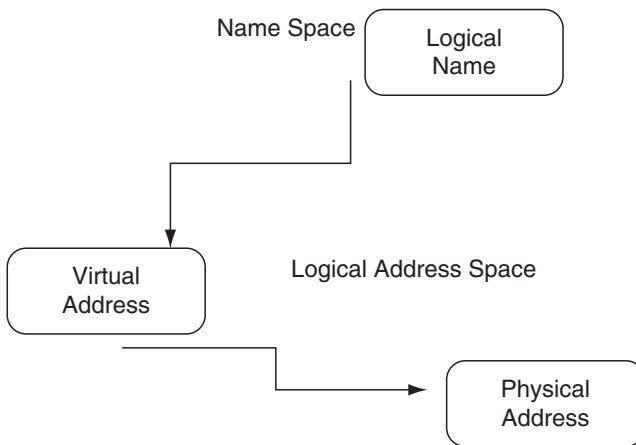 Name Space
Logical
Name
Virtual
Address
Logical Address Space
Physical
Address